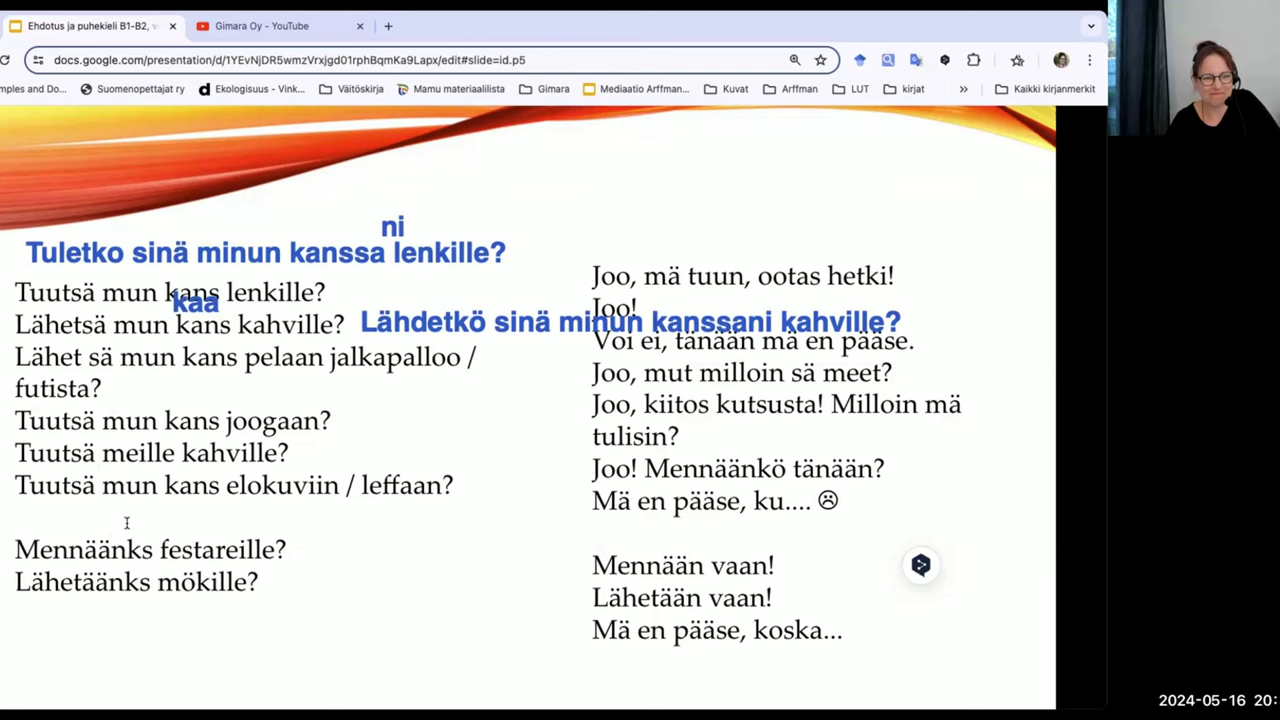 Ehdotus ja puhekieli B1-B2, v
Gimara Oy - YouTube
docs.google.com/presentation/d/1YEvNjDR5wmzVrxjgd01rphBqmKa9Lapx/edit#slide=id.p5
mples and Do...
Suomenopettajat ry
Ekologisuus - Vink...
Väitöskirja
Mamu materiaalilista
Gimara
Mediaatio Arffman...
Kuvat
Arffman
LUT
kirjat
»
Kaikki kirjanmerkit
ni
Tuletko sinä minun kanssa lenkille?
Tuutsä mun kans lenkille?
kaa
Lähetsä mun kans kahville?
Lähdetkö sinä minun kanssani kahville?
Lähet sä mun kans pelaan jalkapalloo /
futista?
Tuutsä mun kans joogaan?
Tuutsä meille kahville?
Tuutsä mun kans elokuviin / leffaan?
Mennäänks festareille?
Lähetäänks mökille?
Joo, mä tuun, ootas hetki!
Joo!
Voi ei, tänään mä en pääse.
Joo, mut milloin sä meet?
Joo, kiitos kutsusta! Milloin mä
tulisin?
Joo! Mennäänkö tänään?
Mä en pääse, ku.... ☹
Mennään vaan!
Lähetään vaan!
Mä en pääse, koska...
2024-05-16 20: